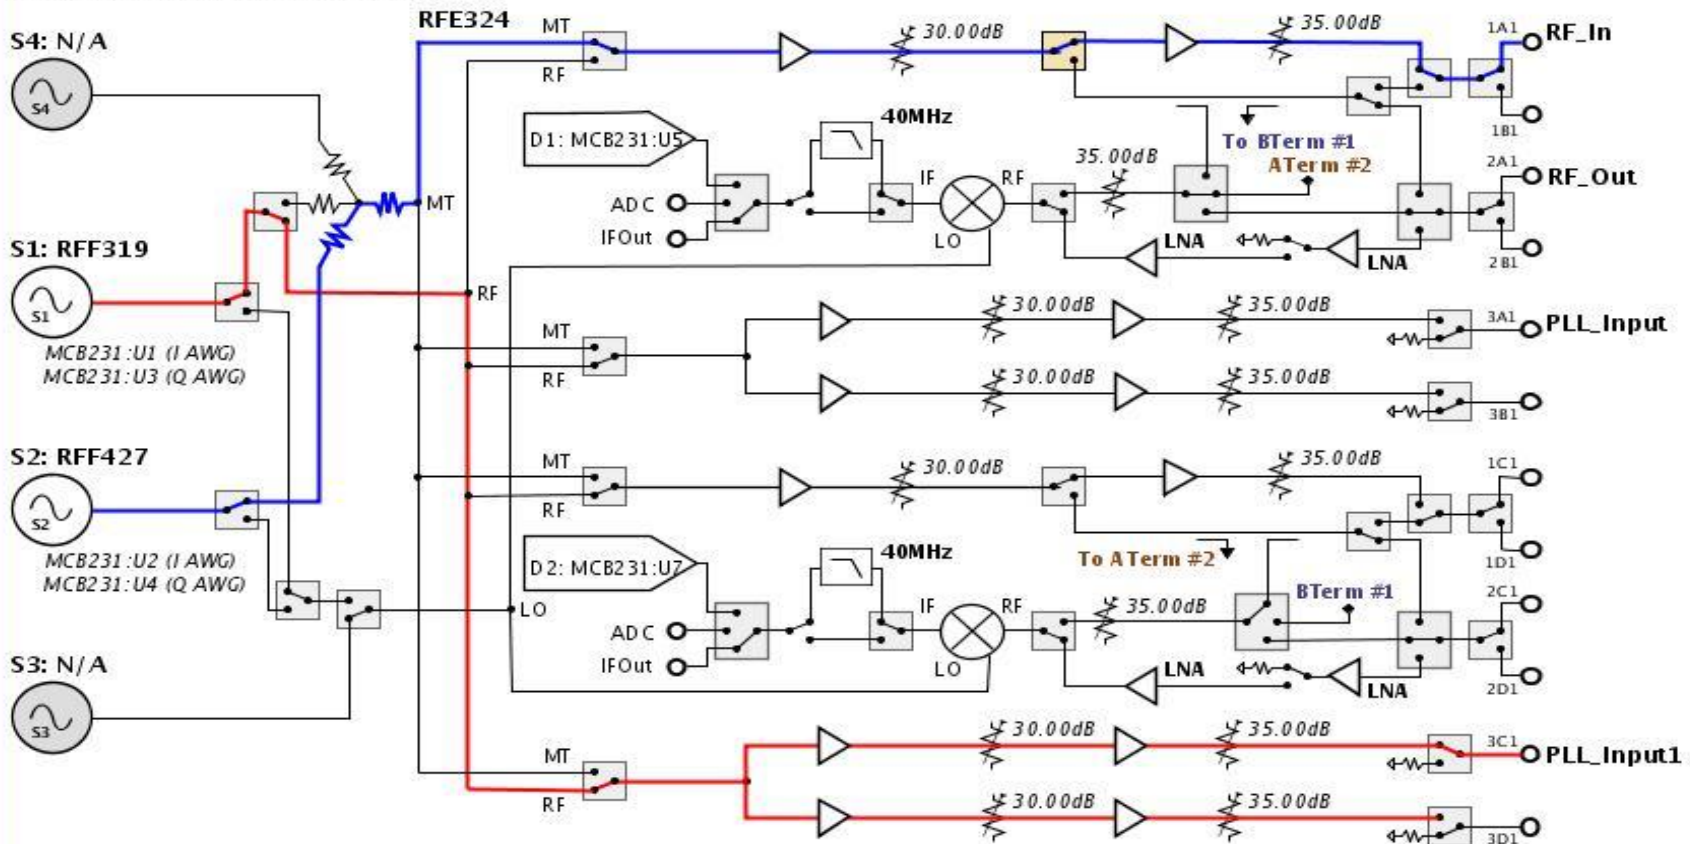 RFE324
S4: N/A
S4
MT
RF
30.00dB
35.00dB
1A1
RF_In
1B1
D1: MCB231:U5
40MHz
To BTerm #1
ATerm #2
35.00dB
2A1
RF_Out
MT
ADC
IFOut
IF
RF
LO
LNA
LNA
2B1
S1: RFF319
S1
MCB231:U1 (I AWG)
MCB231:U3 (Q AWG)
RF
MT
RF
30.00dB
35.00dB
3A1
PLL_Input
30.00dB
35.00dB
3B1
S2: RFF427
S2
MCB231:U2 (I AWG)
MCB231:U4 (Q AWG)
MT
RF
30.00dB
35.00dB
1C1
1D1
D2: MCB231:U7
40MHz
To ATerm #2
BTerm #1
35.00dB
2C1
LO
ADC
IFOut
IF
RF
LO
LNA
LNA
2D1
S3: N/A
S3
MT
RF
30.00dB
35.00dB
3C1
PLL_Input1
30.00dB
35.00dB
3D1